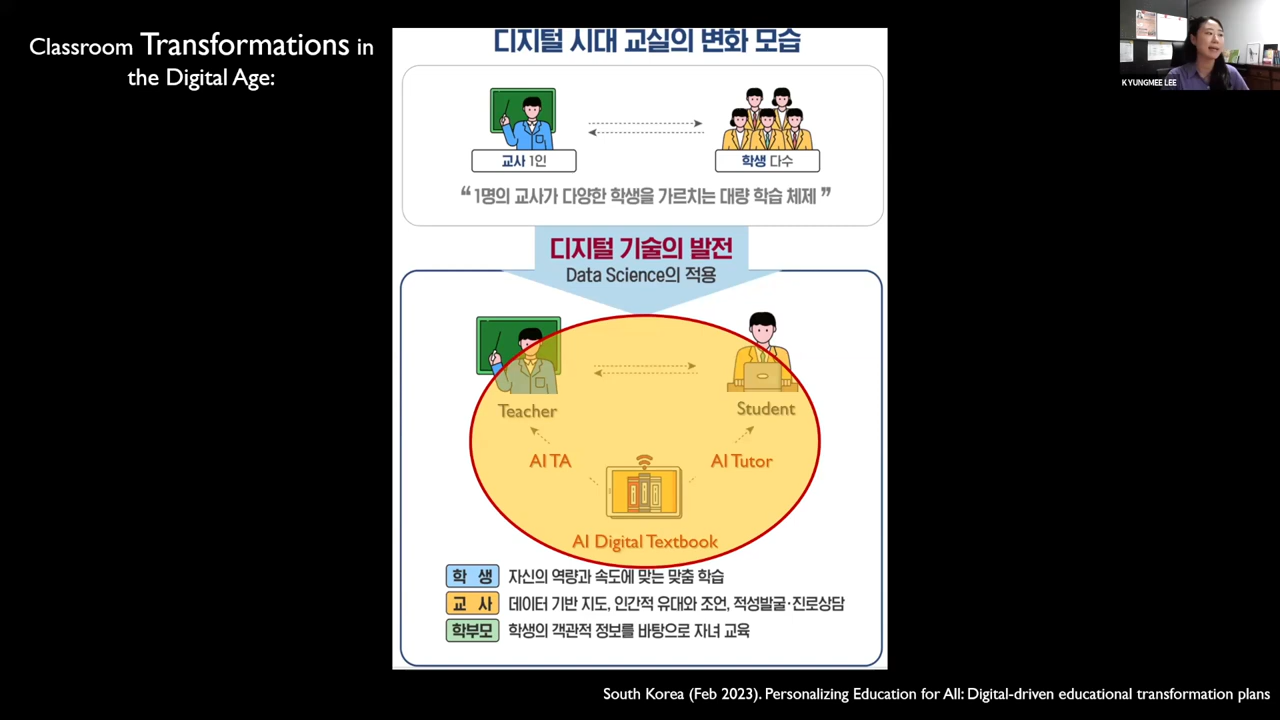 Classroom Transformations in
the Digital Age:
디지털 시대 교실의 변화 모습
KYUNGMEE LEE
교사 1인
학생 다수
“ 1명의 교사가 다양한 학생을 가르치는 대량 학습 체제 ”
디지털 기술의 발전
Data Science의 적용
Teacher
Student
AI TA
AI Tutor
AI Digital Textbook
학 생 자신의 역량과 속도에 맞는 맞춤 학습
교 사 데이터 기반 지도, 인간적 유대와 조언, 적성발굴·진로상담
학부모 학생의 객관적 정보를 바탕으로 자녀 교육
South Korea (Feb 2023). Personalizing Education for All: Digital-driven educational transformation plans